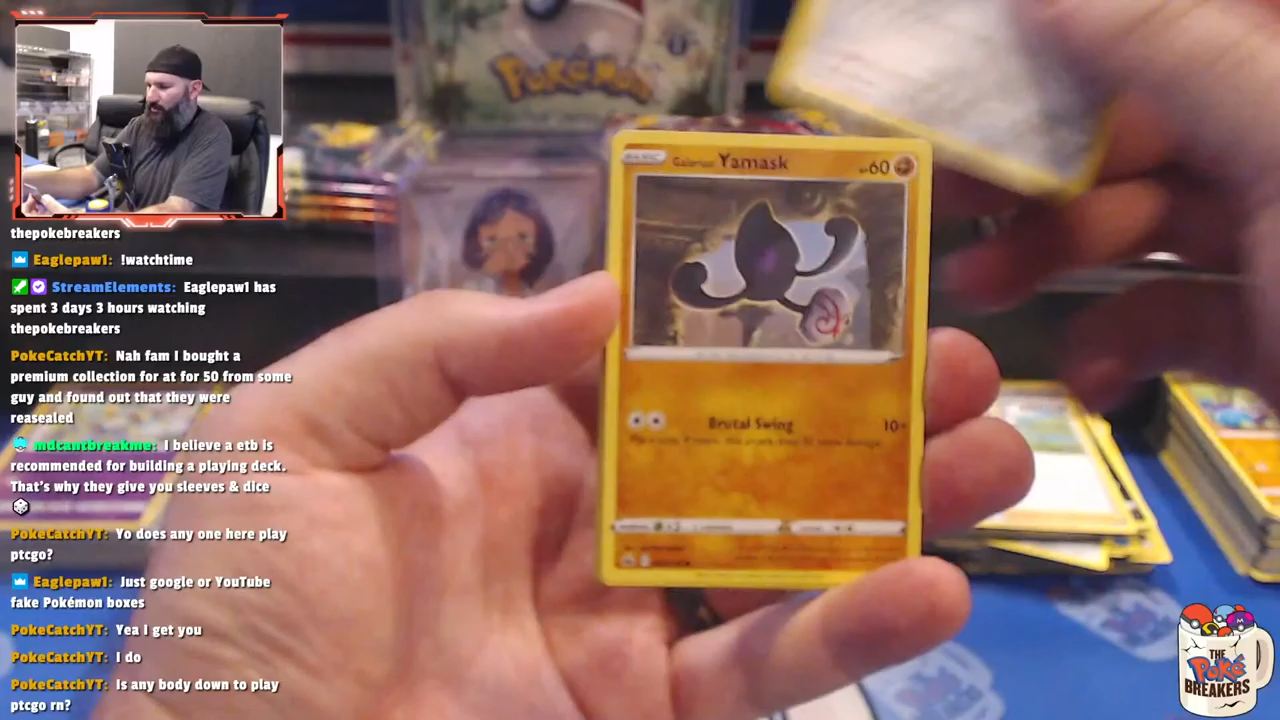 thepokebreakers
Eaglepaw1: !watchtime
StreamElements: Eaglepaw1 has
spent 3 days 3 hours watching
thepokebreakers
PokeCatchYT: Nah fam I bought a
premium collection for at for 50 from some
guy and found out that they were
reasealed
mdcantbreakme: I believe a etb is
recommended for building a playing deck.
That's why they give you sleeves & dice
PokeCatchYT: Yo does any one here play
ptcgo?
Eaglepaw1: Just google or YouTube
fake Pokémon boxes
PokeCatchYT: Yea I get you
PokeCatchYT: I do
PokeCatchYT: Is any body down to play
ptcgo rn?
POKéMON
Galarian Yamask
60
Brutal Swing
10+
THE
Poké
BREAKERS